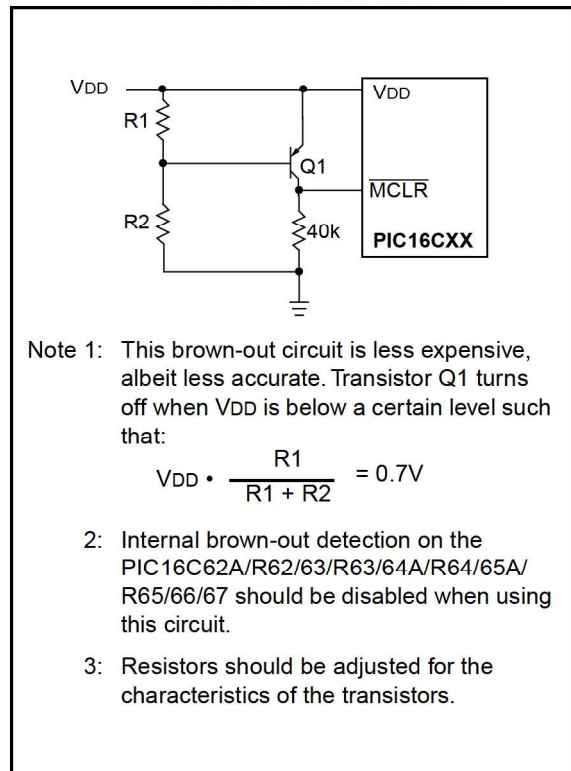 VDD
VDD
R1
Q1
MCLR
R2
40k
PIC16CXX
Note 1: This brown-out circuit is less expensive,
albeit less accurate. Transistor Q1 turns
off when VDD is below a certain level such
that:
VDD • R1 / R1 + R2 = 0.7V
2: Internal brown-out detection on the
PIC16C62A/R62/63/R63/64A/R64/65A/
R65/66/67 should be disabled when using
this circuit.
3: Resistors should be adjusted for the
characteristics of the transistors.